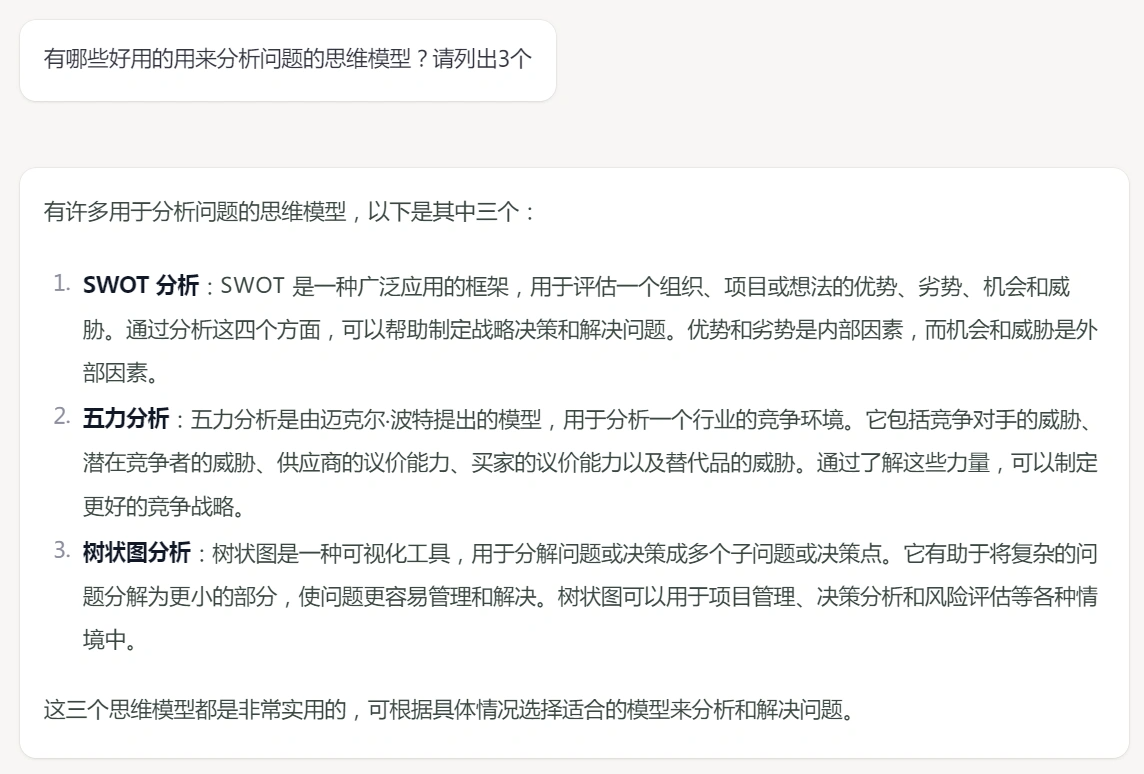 有哪些好用的用来分析问题的思维模型？请列出3个
有许多用于分析问题的思维模型，以下是其中三个：
1. SWOT 分析：SWOT 是一种广泛应用的框架，用于评估一个组织、项目或想法的优势、劣势、机会和威
胁。通过分析这四个方面，可以帮助制定战略决策和解决问题。优势和劣势是内部因素，而机会和威胁是外
部因素。
2. 五力分析：五力分析是由迈克尔·波特提出的模型，用于分析一个行业的竞争环境。它包括竞争对手的威胁、
潜在竞争者的威胁、供应商的议价能力、买家的议价能力以及替代品的威胁。通过了解这些力量，可以制定
更好的竞争战略。
3. 树状图分析：树状图是一种可视化工具，用于分解问题或决策成多个子问题或决策点。它有助于将复杂的问
题分解为更小的部分，使问题更容易管理和解决。树状图可以用于项目管理、决策分析和风险评估等各种情
境中。
这三个思维模型都是非常实用的，可根据具体情况选择适合的模型来分析和解决问题。